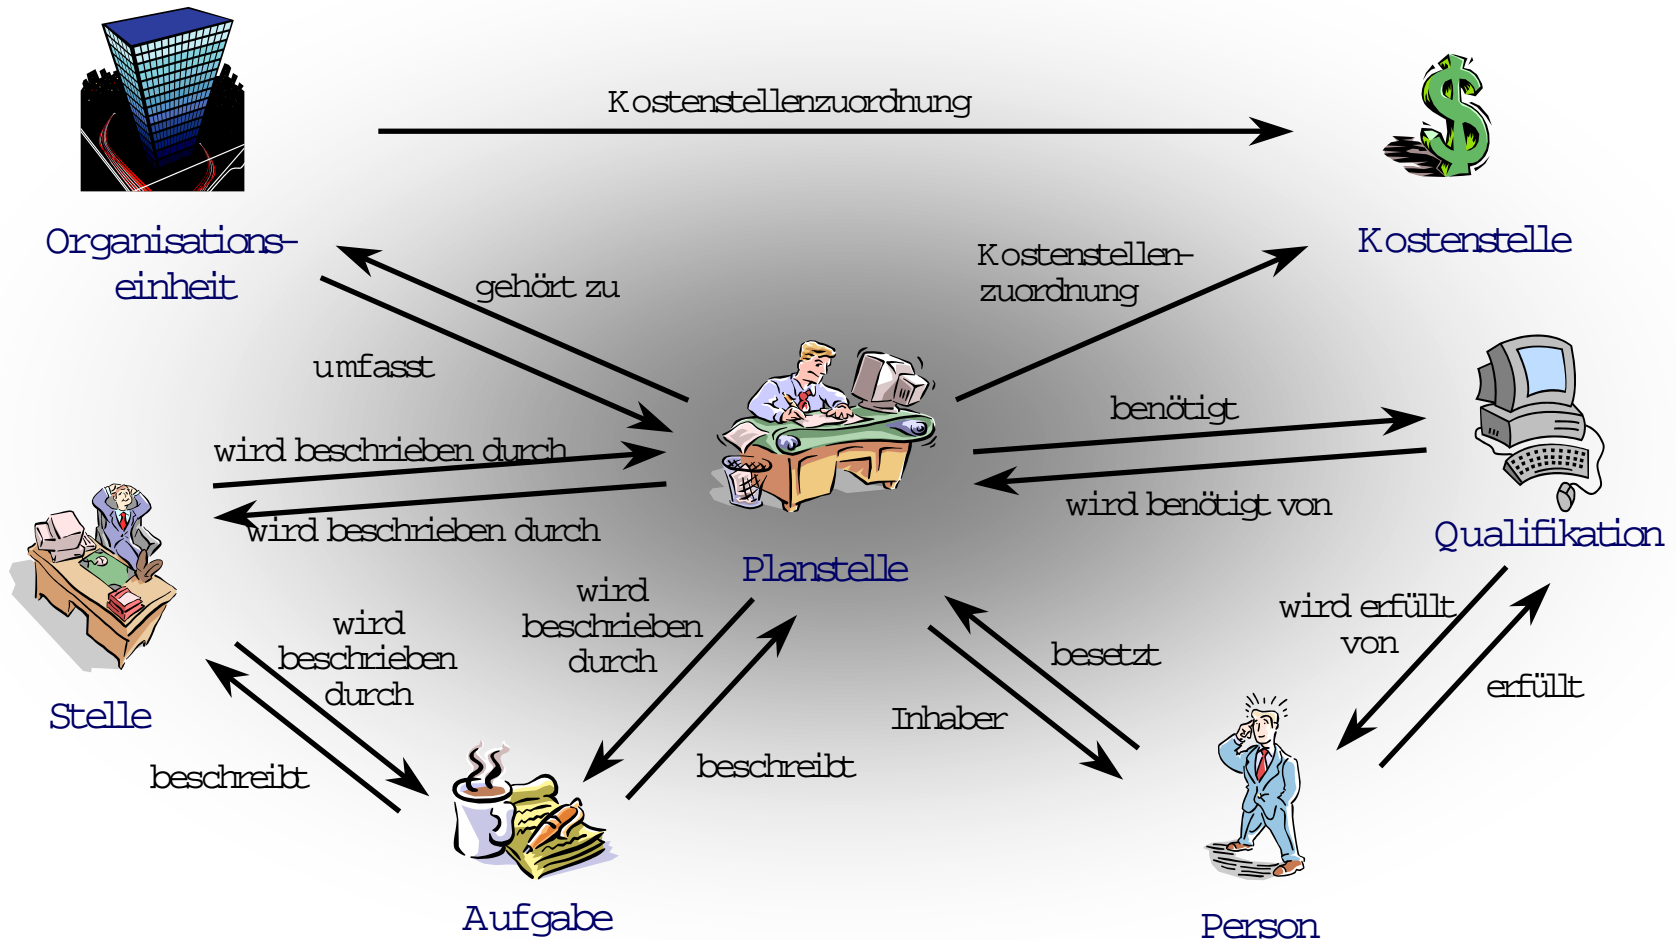 Kostenstellenzuordnung
Organisations-
einheit
Kostenstelle
gehört zu
Kostenstellen-
zuordnung
umfasst
benötigt
wird beschrieben durch
wird benötigt von
wird beschrieben durch
Qualifikation
Planstelle
wird
beschrieben
durch
wird
beschrieben
durch
wird erfüllt
von
besetzt
erfüllt
Stelle
Inhaber
beschreibt
beschreibt
Aufgabe
Person